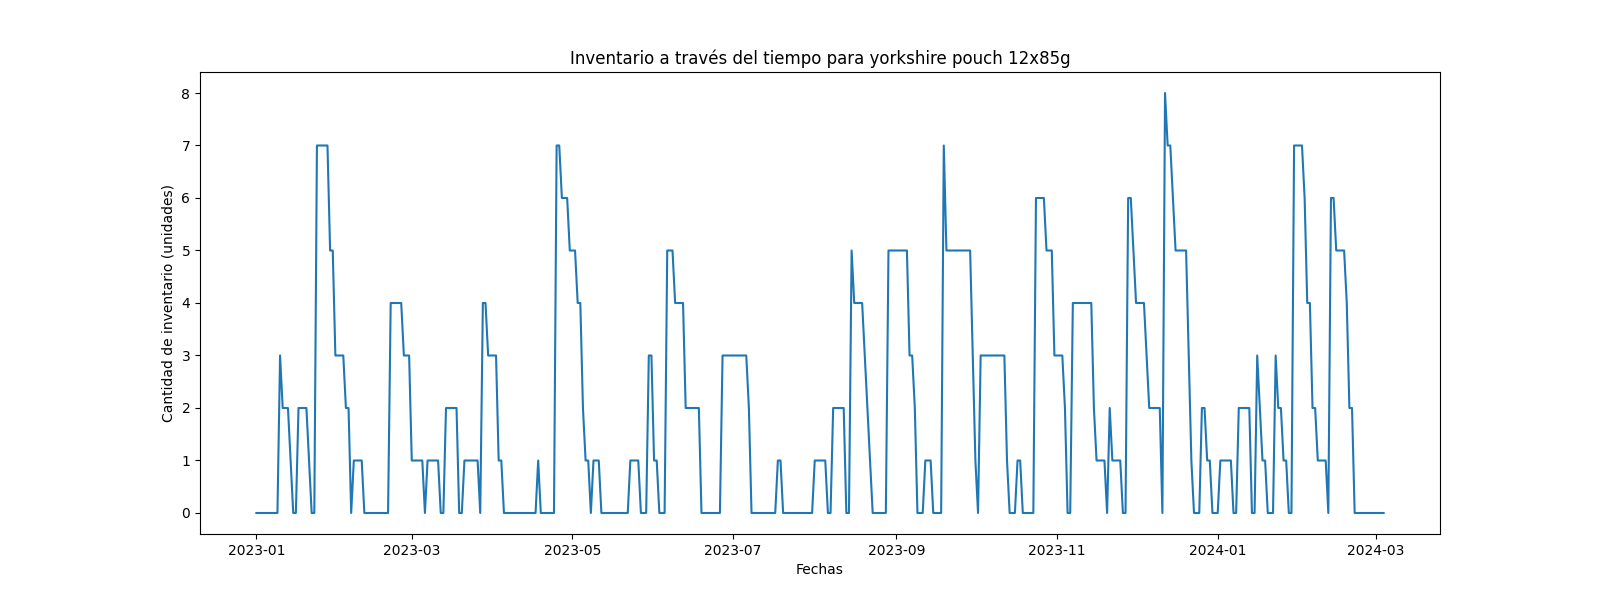 Inventario a través del tiempo para yorkshire pouch 12x85g
Cantidad de inventario (unidades)
8
7
6
5
4
3
2
1
0
2023-01 2023-03 2023-05 2023-07 2023-09 2023-11 2024-01 2024-03
Fechas